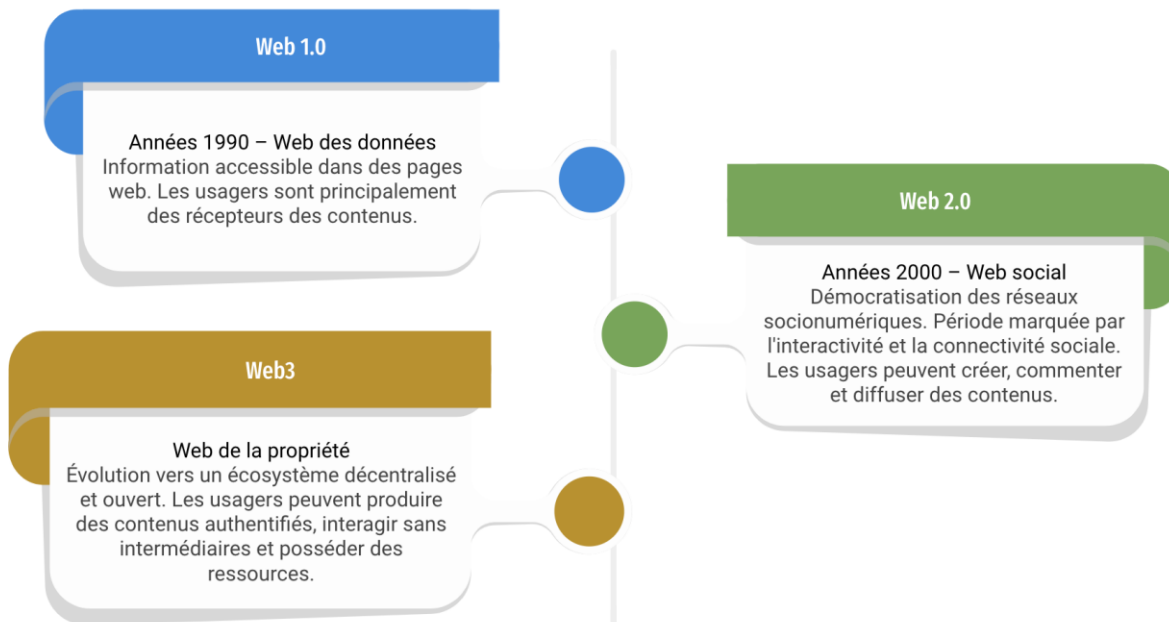 Web 1.0
Années 1990 – Web des données
Information accessible dans des pages
web. Les usagers sont principalement
des récepteurs des contenus.
Web 2.0
Années 2000 – Web social
Démocratisation des réseaux
socionumériques. Période marquée par
l'interactivité et la connectivité sociale.
Les usagers peuvent créer, commenter
et diffuser des contenus.
Web3
Web de la propriété
Évolution vers un écosystème décentralisé
et ouvert. Les usagers peuvent produire
des contenus authentifiés, interagir sans
intermédiaires et posséder des
ressources.